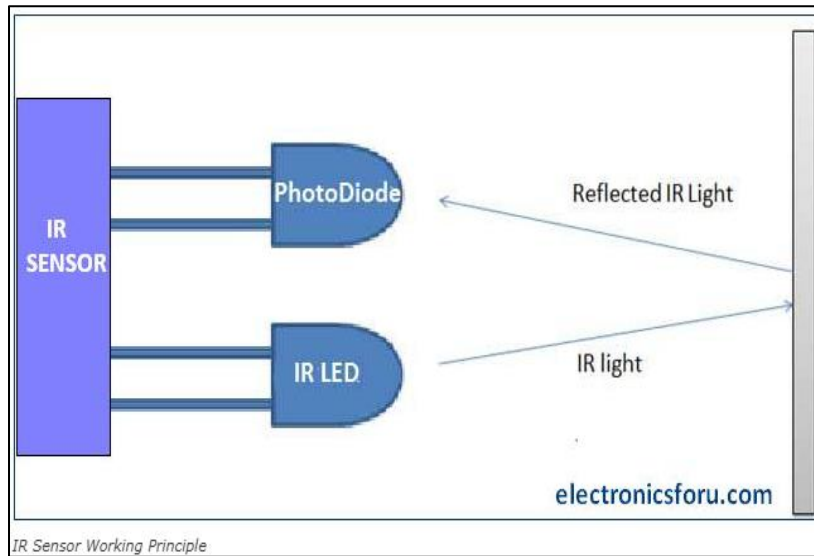 PhotoDiode
Reflected IR Light
IR
SENSOR
IR LED
IR light
electronicsforu.com
IR Sensor Working Principle